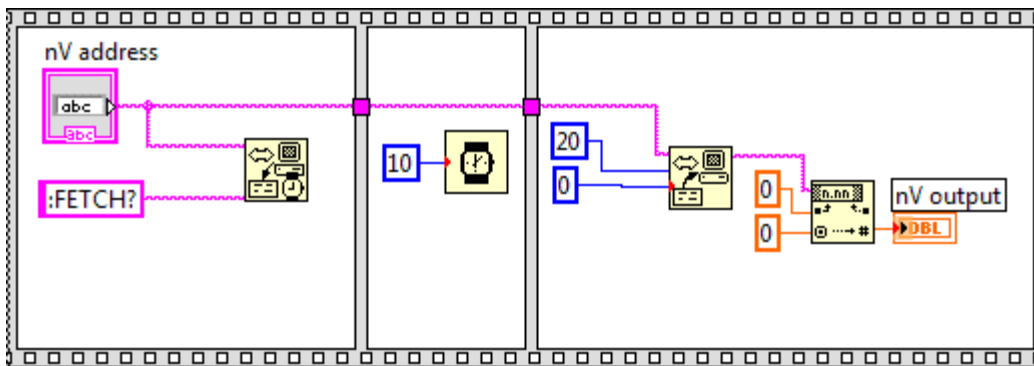 nV address
abc
abc
:FETCH?
10
20
0
0
0
n.nn
#
nV output
DBL